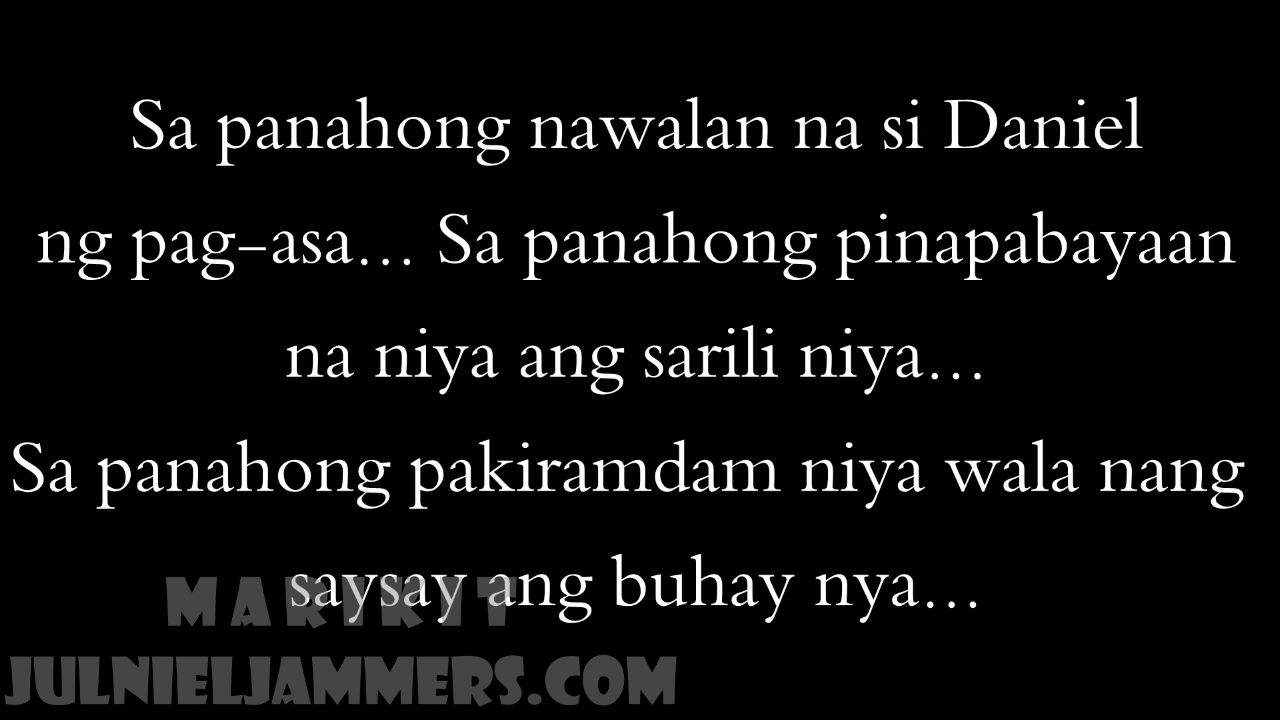 Sa panahong nawalan na si Daniel
ng pag-asa... Sa panahong pinapabayaan
na niya ang sarili niya...
Sa panahong pakiramdam niya wala nang
saysay ang buhay nya...
MARIKIT
JULNIELJAMMERS.COM